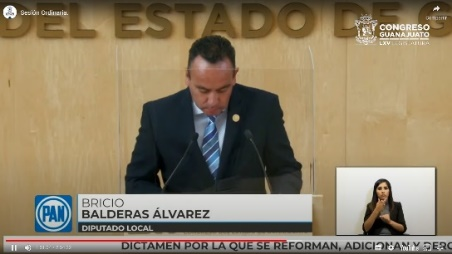 Sesión Ordinaria.
DEL ESTADO DE G
CONGRESO
GUANAJUATO
LXV
PAN
BRICIO
BALDERAS ÁLVAREZ
DIPUTADO LOCAL
DICTAMEN POR LA QUE SE REFORMAN, ADICIONAN Y DERO